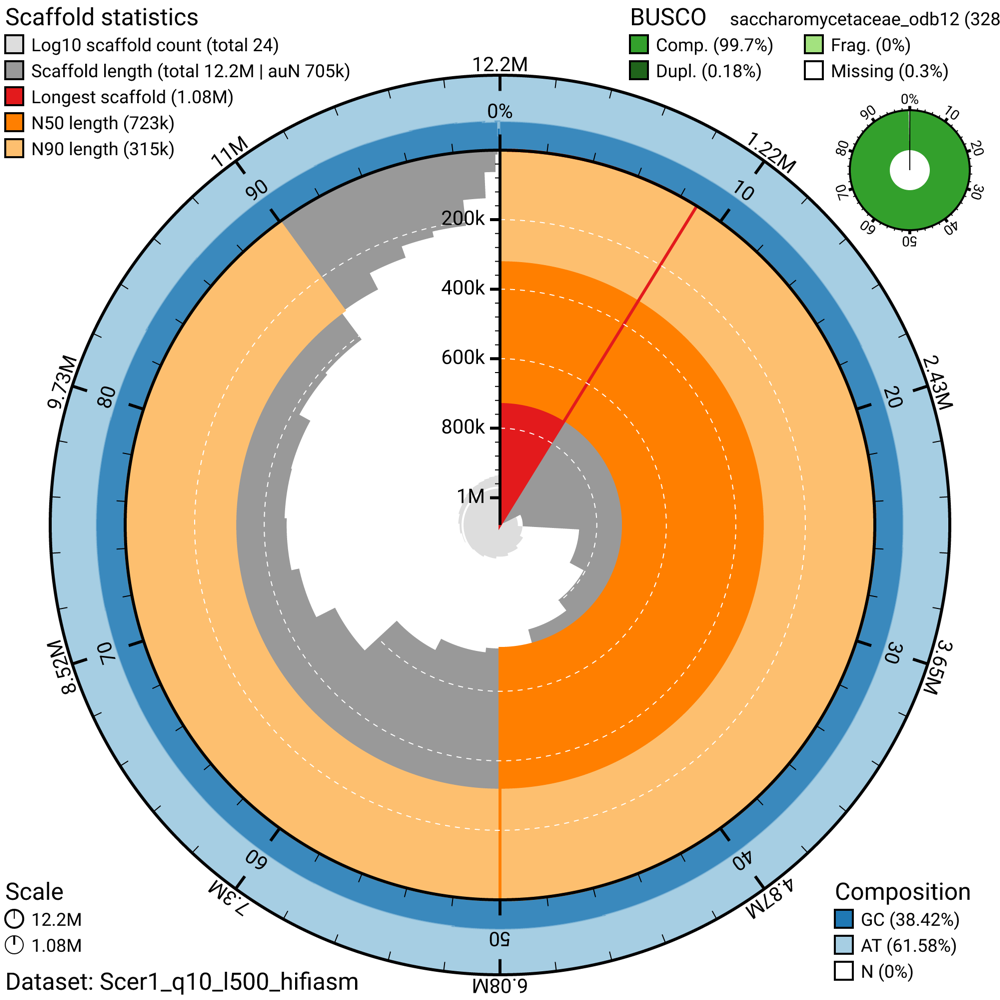 Scaffold statistics
Log10 scaffold count (total 24)
Scaffold length (total 12.2M | auN 705k)
Longest scaffold (1.08M)
N50 length (723k)
N90 length (315k)
BUSCO saccharomycetaceae_odb12 (328
Comp. (99.7%) Frag. (0%)
Dupl. (0.18%) Missing (0.3%)
0%
10
20
30
40
50
60
70
80
90
12.2M
1.22M
2.43M
3.65M
4.87M
6.08M
7.3M
8.52M
9.73M
11M
0%
10
20
30
40
50
60
70
80
90
200k
400k
600k
800k
1M
Scale
12.2M
1.08M
Dataset: Scer1_q10_l500_hifiasm
Composition
GC (38.42%)
AT (61.58%)
N (0%)